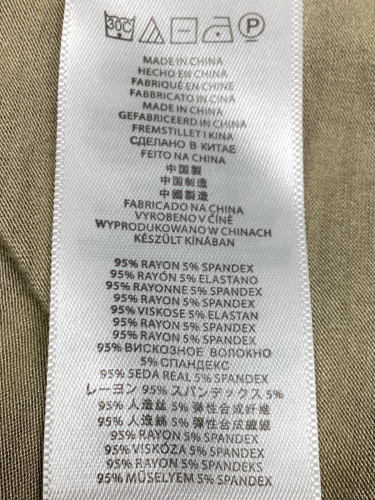 30C
P
MADE IN CHINA
HECHO EN CHINA
FABRIQUÉ EN CHINE
FABBRICATO IN CINA
MADE IN CHINA
GEFABRICEERD IN CHINA
FREMSTILLET I KINA
СДЕЛАНО В КИТАЕ
FEITO NA CHINA
中国製
中国制造
中國製造
FABRICADO NA CHINA
VYROBENO V ČÍNĚ
WYPRODUKOWANO W CHINACH
KÉSZÜLT KÍNÁBAN
95% RAYON 5% SPANDEX
95% RAYÓN 5% ELASTANO
95% RAYONNE 5% SPANDEX
95% RAYON 5% SPANDEX
95% VISKOSE 5% ELASTAN
95% RAYON 5% SPANDEX
95% RAYON 5% SPANDEX
95% ВИСКОЗНОЕ ВОЛОКНО
5% СПАНДЕКС
95% SEDA REAL 5% SPANDEX
レーヨン 95% スパンデックス 5%
95% 人造丝 5% 弹性合成纤维
95% 人造絲 5% 彈性合成纖維
95% RAYON 5% SPANDEX
95% VISKÓZA 5% SPANDEX
95% RAYON 5% SPANDEKS
95% MŰSELYEM 5% SPANDEX